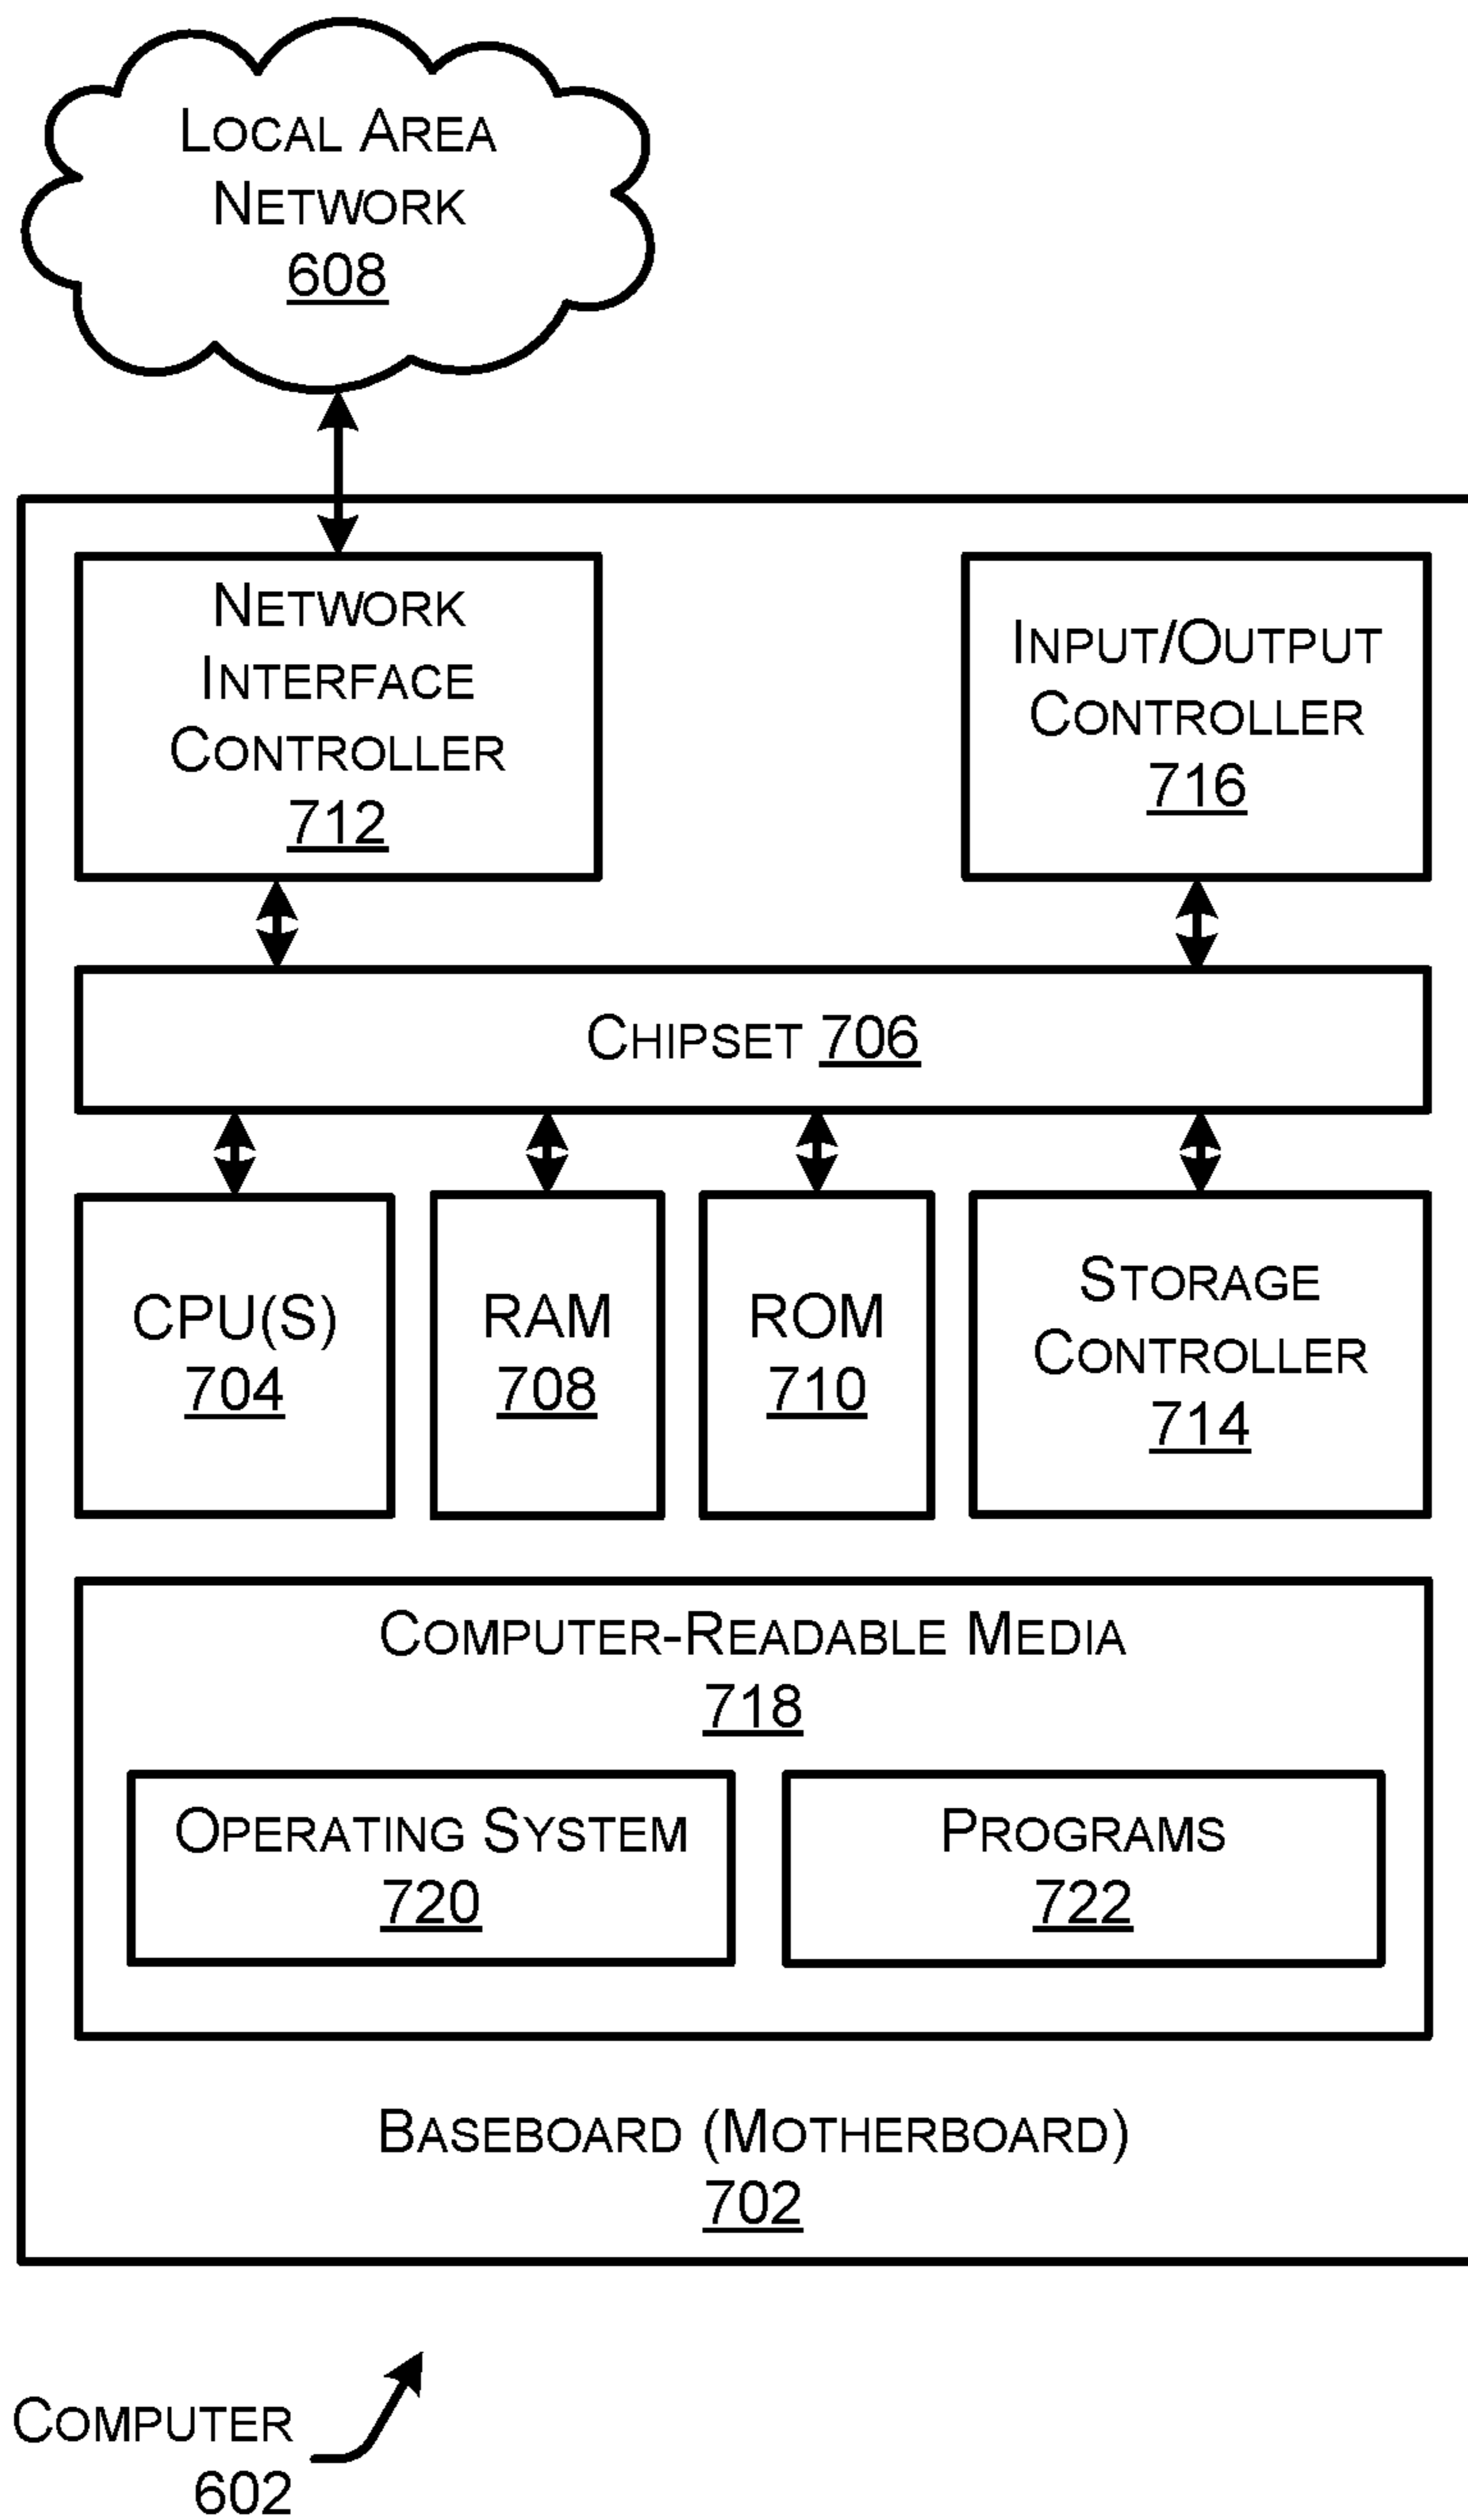 LOCAL AREA
NETWORK
608
NETWORK
INTERFACE
CONTROLLER
712
INPUT/OUTPUT
CONTROLLER
716
CHIPSET 706
CPU(S)
704
RAM
708
ROM
710
STORAGE
CONTROLLER
714
COMPUTER-READABLE MEDIA
718
OPERATING SYSTEM
720
PROGRAMS
722
BASEBOARD (MOTHERBOARD)
702
COMPUTER
602